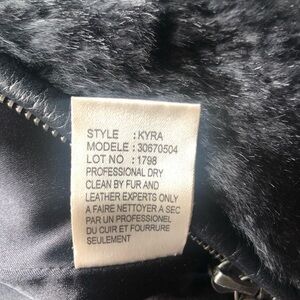 STYLE : KYRA
MODELE : 30670504
LOT NO : 1798
PROFESSIONAL DRY
CLEAN BY FUR AND
LEATHER EXPERTS ONLY
A FAIRE NETTOYER A SEC
PAR UN PROFESSIONEL
DU CUIR ET FOURRURE
SEULEMENT